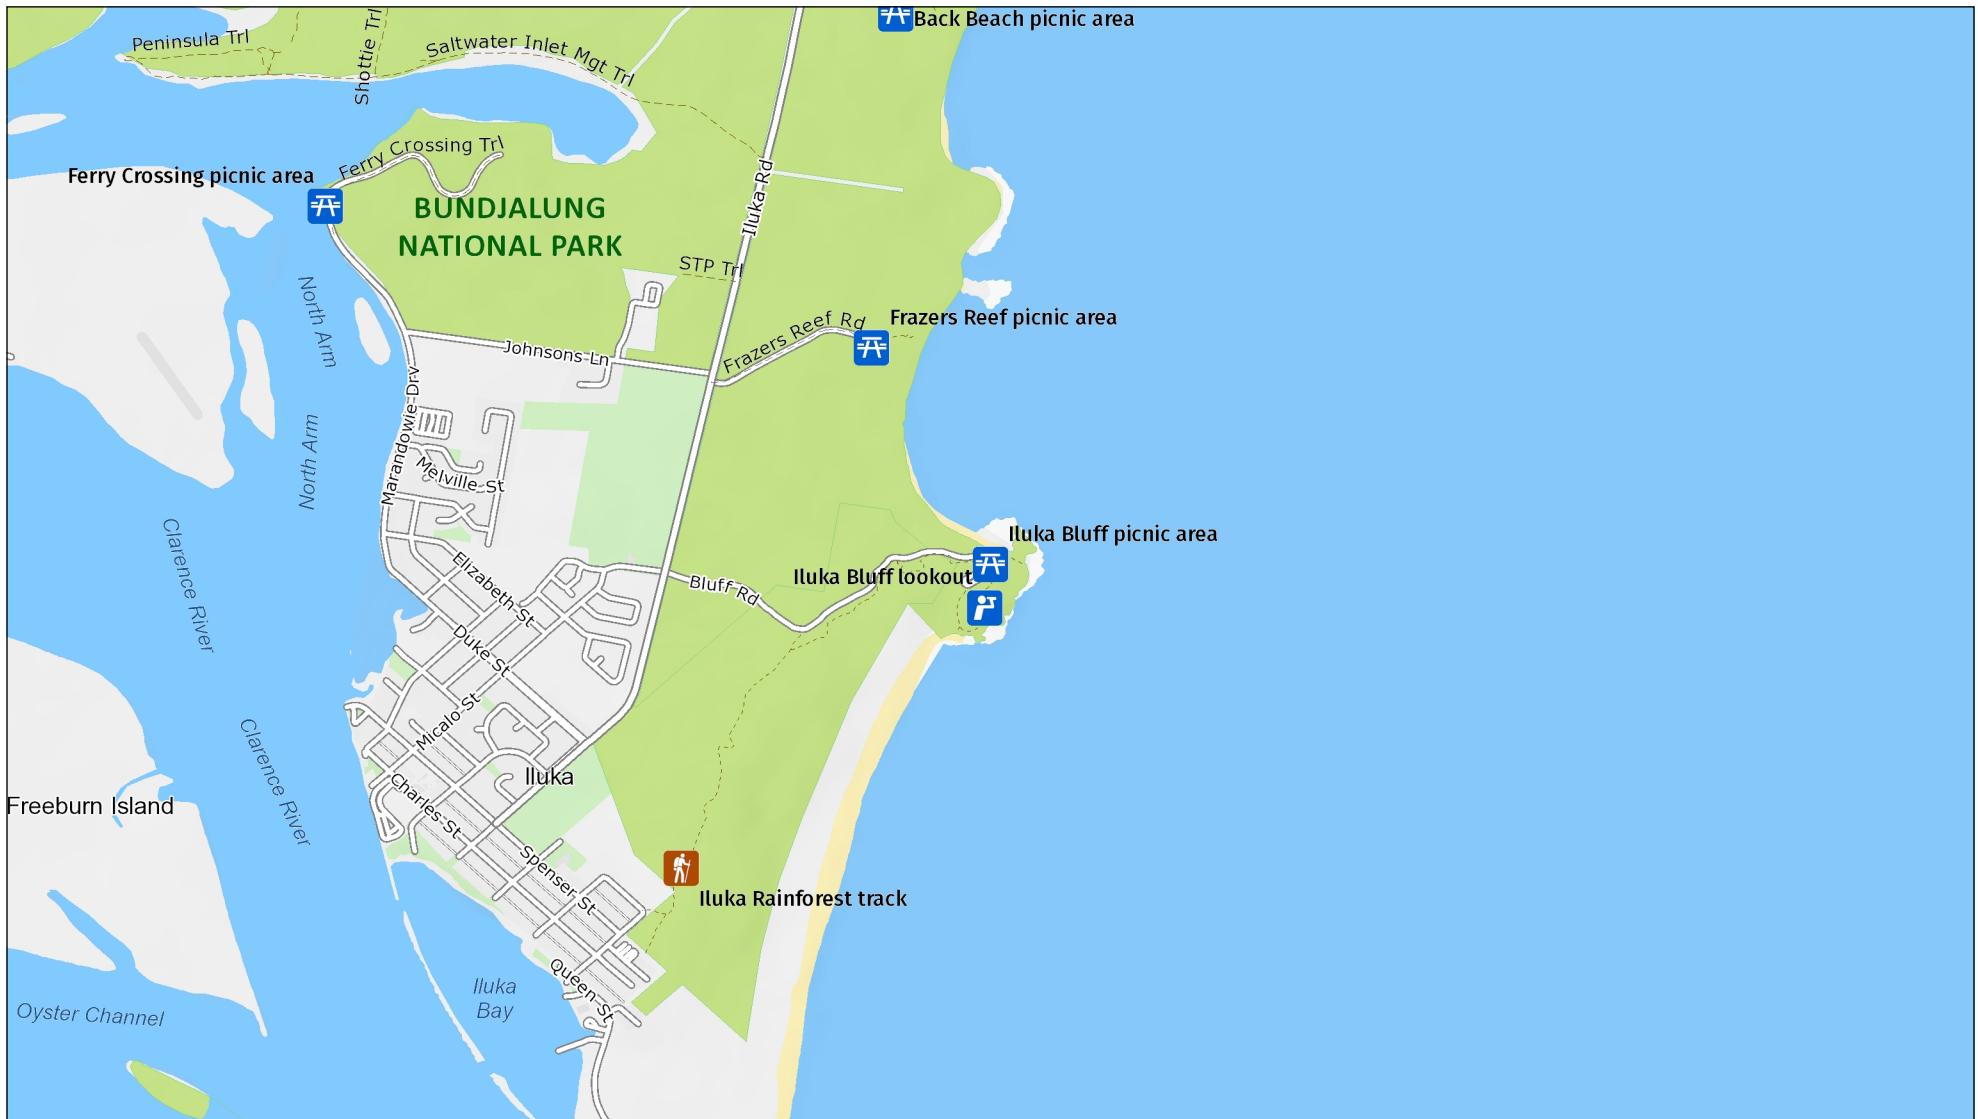 Back Beach picnic area
Peninsula Trl
Shottie Trl
Saltwater Inlet Mgt Trl
Ferry Crossing Trl
Ferry Crossing picnic area
Iluka Rd
BUNDJALUNG
NATIONAL PARK
STP Trl
North Arm
Frazers Reef Rd
Frazers Reef picnic area
Johnsons Ln
Marandowie Drv
North Arm
Melville St
Clarence River
Iluka Bluff picnic area
Elizabeth St
Bluff Rd
Iluka Bluff lookout
Duke St
Micalo St
Clarence River
Iluka
Charles St
Freeburn Island
Spenser St
Iluka Rainforest track
Queen St
Iluka
Bay
Oyster Channel